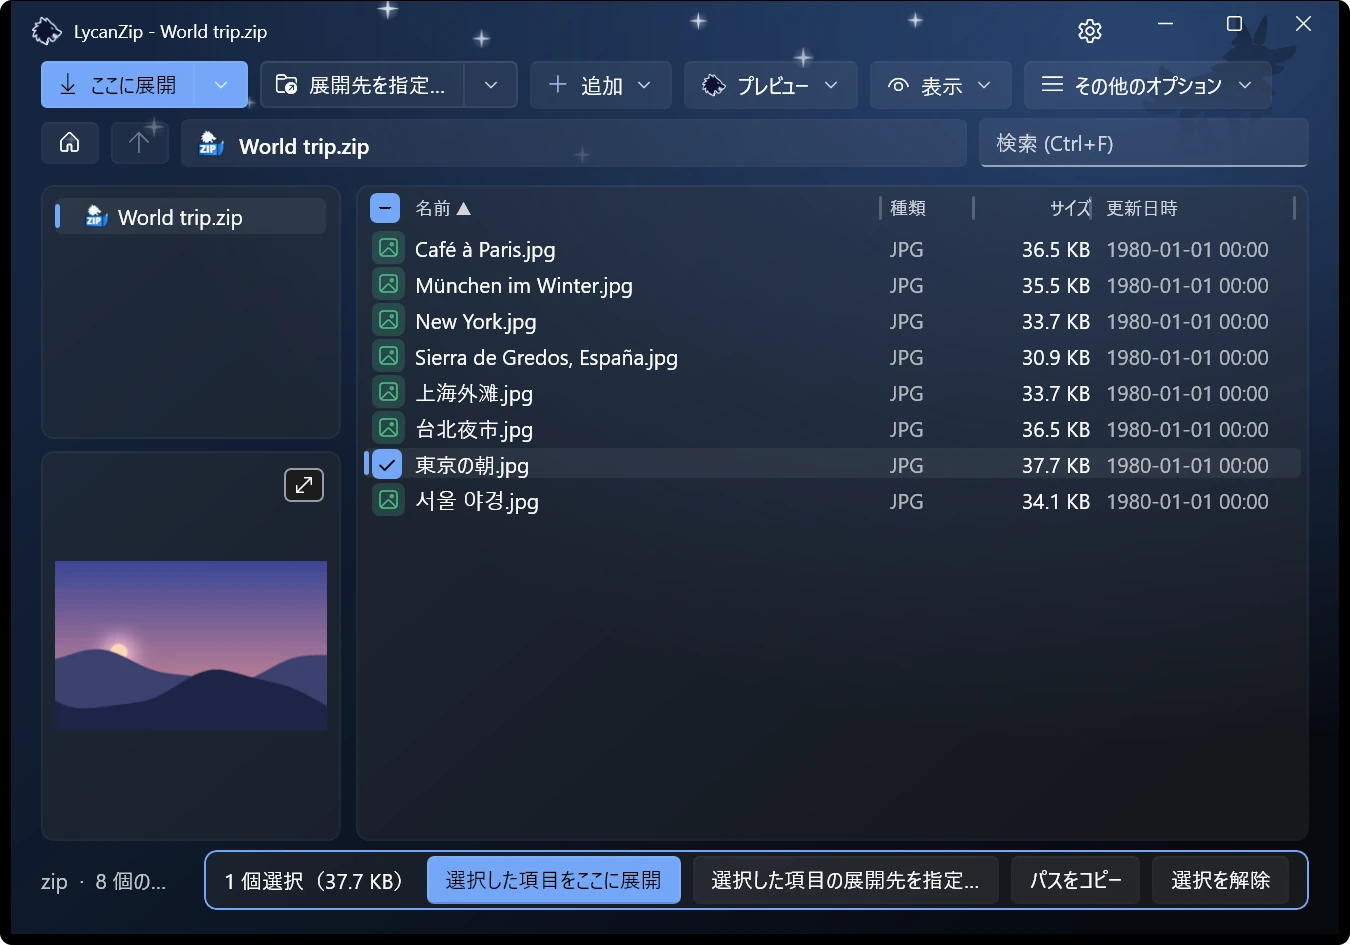 LycanZip - World trip.zip
ここに展開
展開先を指定...
追加
プレビュー
表示
その他のオプション
ZIP World trip.zip
検索 (Ctrl+F)
ZIP World trip.zip
名前 ▲ 種類 サイズ 更新日時
Café à Paris.jpg JPG 36.5 KB 1980-01-01 00:00
München im Winter.jpg JPG 35.5 KB 1980-01-01 00:00
New York.jpg JPG 33.7 KB 1980-01-01 00:00
Sierra de Gredos, España.jpg JPG 30.9 KB 1980-01-01 00:00
上海外滩.jpg JPG 33.7 KB 1980-01-01 00:00
台北夜市.jpg JPG 36.5 KB 1980-01-01 00:00
東京の朝.jpg JPG 37.7 KB 1980-01-01 00:00
서울 야경.jpg JPG 34.1 KB 1980-01-01 00:00
zip · 8 個の...
1 個選択（37.7 KB）
選択した項目をここに展開
選択した項目の展開先を指定...
パスをコピー
選択を解除